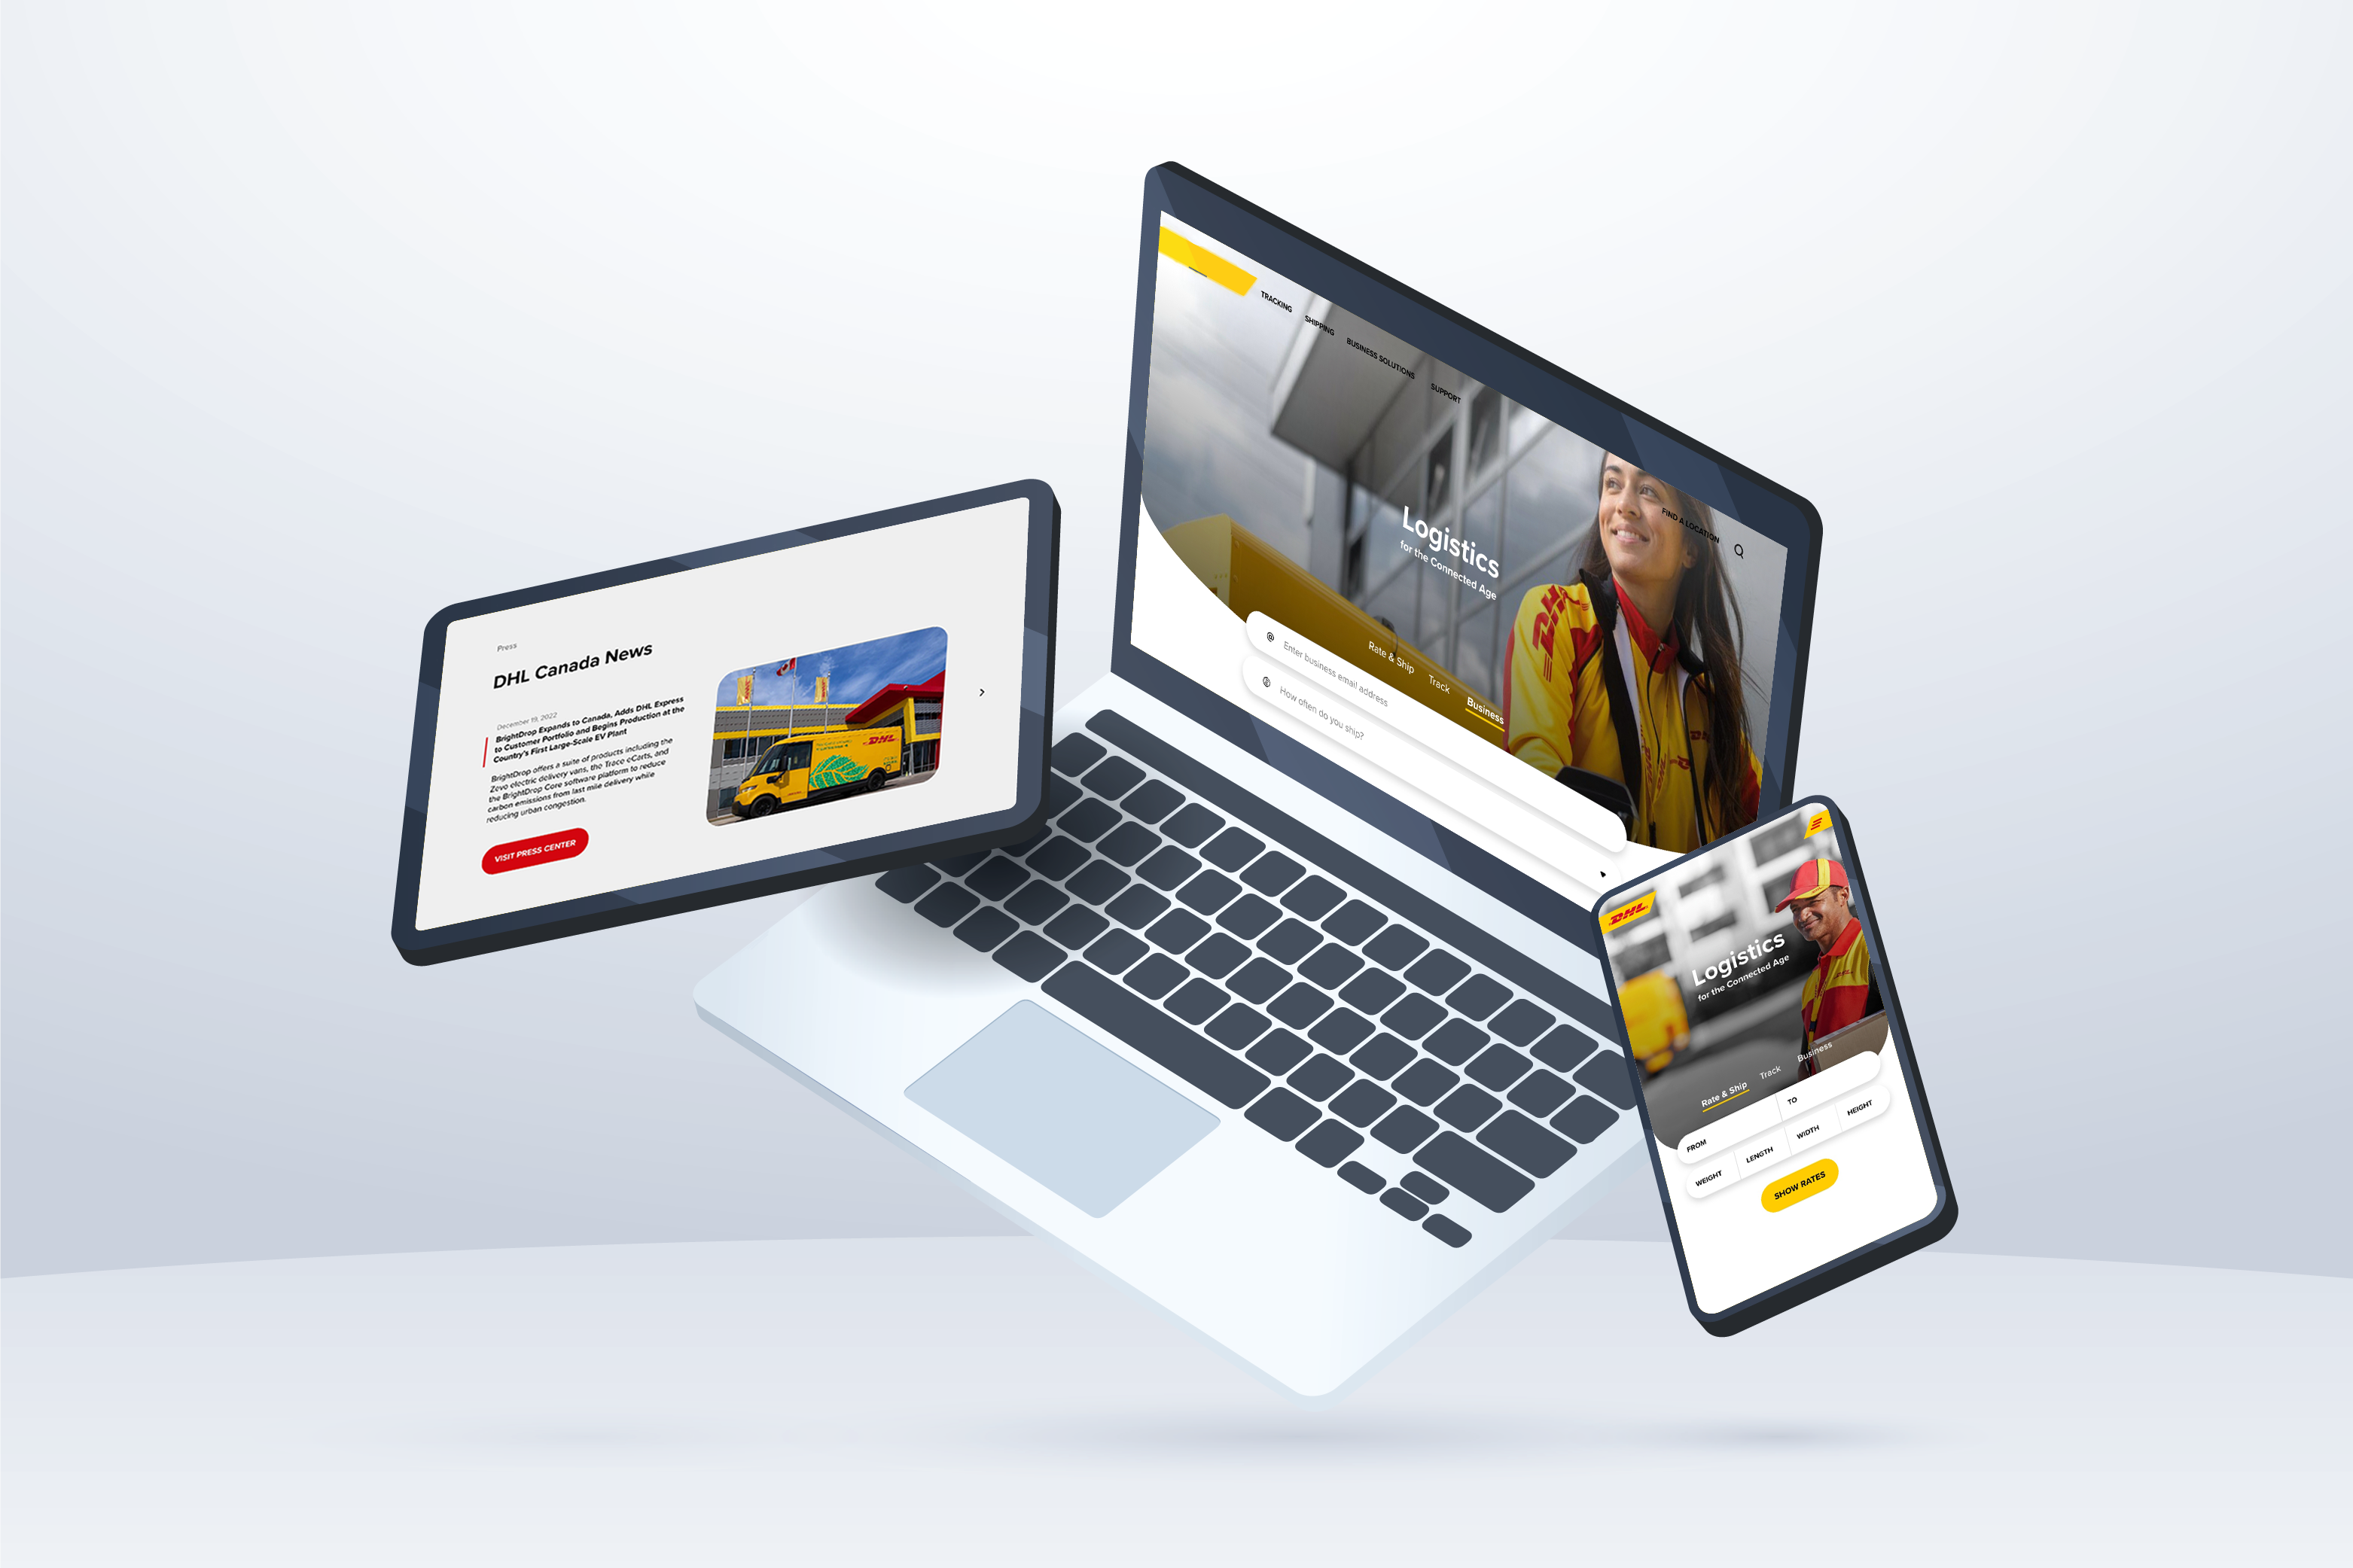 Press
DHL Canada News
December 19, 2022
BrightDrop Expands to Canada, Adds DHL Express
to Customer Portfolio and Begins Production at the
Country's First Large-Scale EV Plant
BrightDrop offers a suite of products including the
Zevo electric delivery vans, the Trace eCarts, and
the BrightDrop Core software platform to reduce
carbon emissions from last mile delivery while
reducing urban congestion.
VISIT PRESS CENTER
DHL
TRACKING
SHIPPING
BUSINESS SOLUTIONS
SUPPORT
FIND A LOCATION
Logistics
for the Connected Age
Rate & Ship
Track
Business
@ Enter business email address
How often do you ship?
DHL
DHL
Logistics
for the Connected Age
Rate & Ship
Track
Business
FROM
TO
WEIGHT
LENGTH
WIDTH
HEIGHT
SHOW RATES